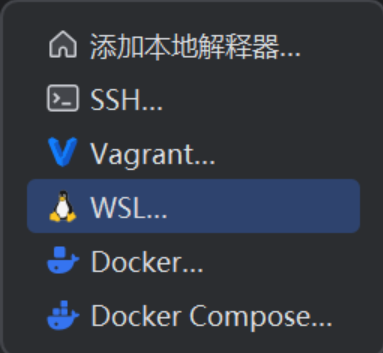 添加本地解释器...
SSH...
Vagrant...
WSL...
Docker...
Docker Compose...